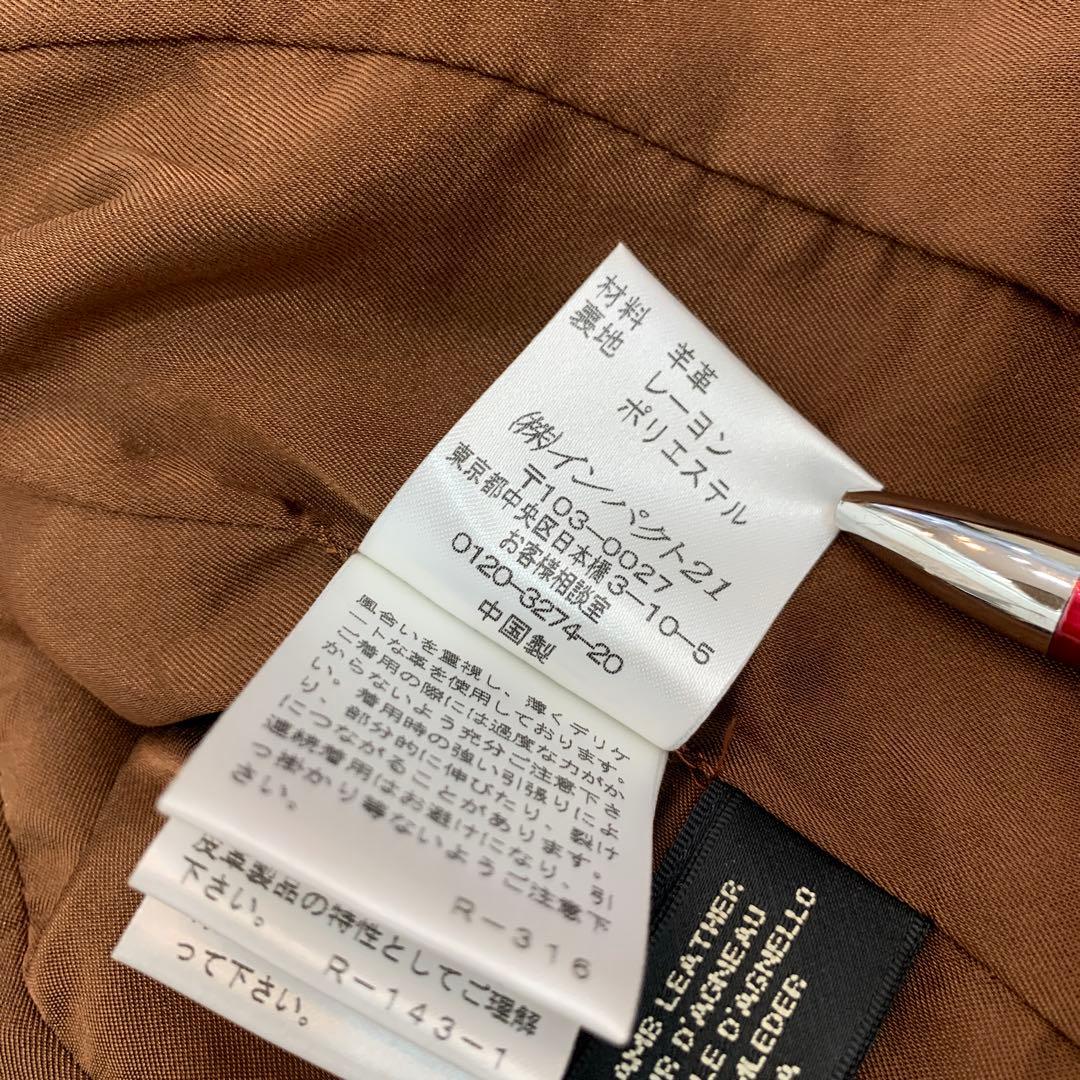 材料 羊革
裏地 レーヨン
ポリエステル
(株)インパクト21
〒103-0027
東京都中央区日本橋3-10-5
お客様相談室
0120-3274-20
中国製
風合いを重視し、薄くデリケ
ートな革を使用しております。
ご着用の際には過度な力がか
からないよう充分ご注意下さ
い。着用時の強い引張りによ
り、部分的に伸びたり、裂け
につながることがあります。
連続着用はお避けになり、引
っ掛かり等ないようご注意下
さい。
R-316
皮革製品の特性としてご理解
下さい。
R-143-1
って下さい。
LEATHER
D'AGNEAU
D'AGNELLO